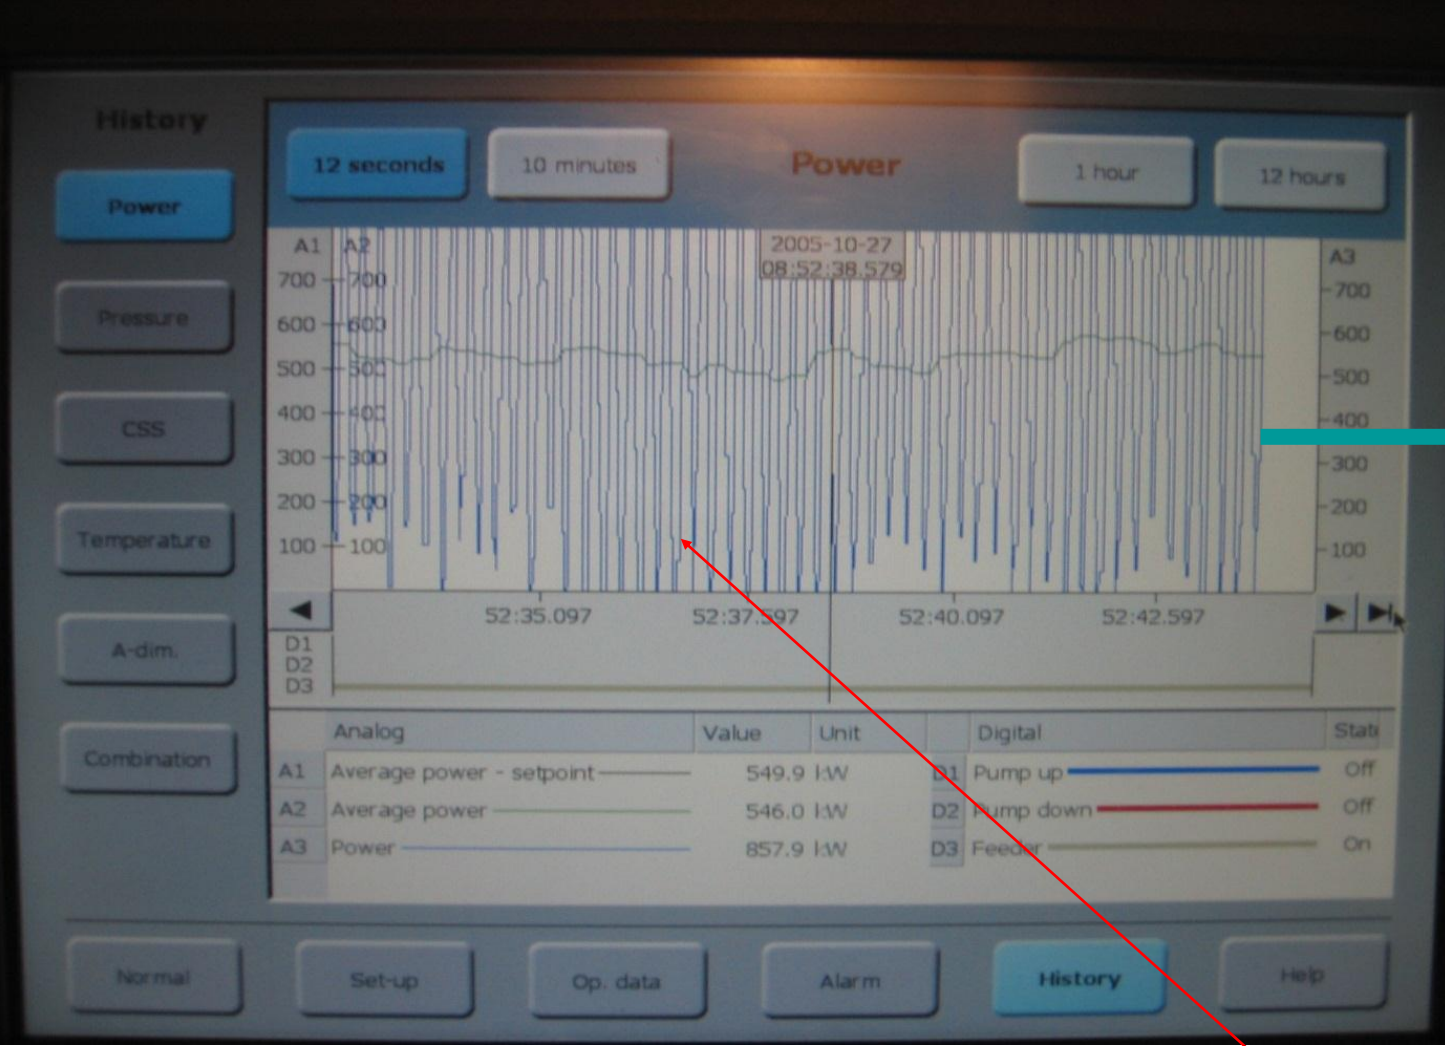 History
12 seconds
10 minutes
Power
1 hour
12 hours
Power
Pressure
CSS
Temperature
A-dim.
Combination
A1 A2
2005-10-27
08:52:38.579
A3
700 700
600 600
500 500
400 400
300 300
200 200
100 100
700
600
500
400
300
200
100
52:35.097 52:37.597 52:40.097 52:42.597
D1
D2
D3
Analog Value Unit Digital
A1 Average power - setpoint 549.9 kW D1 Pump up Off
A2 Average power 546.0 kW D2 Pump down Off
A3 Power 857.9 kW D3 Feeder On
Normal Set-up Op. data Alarm History Help